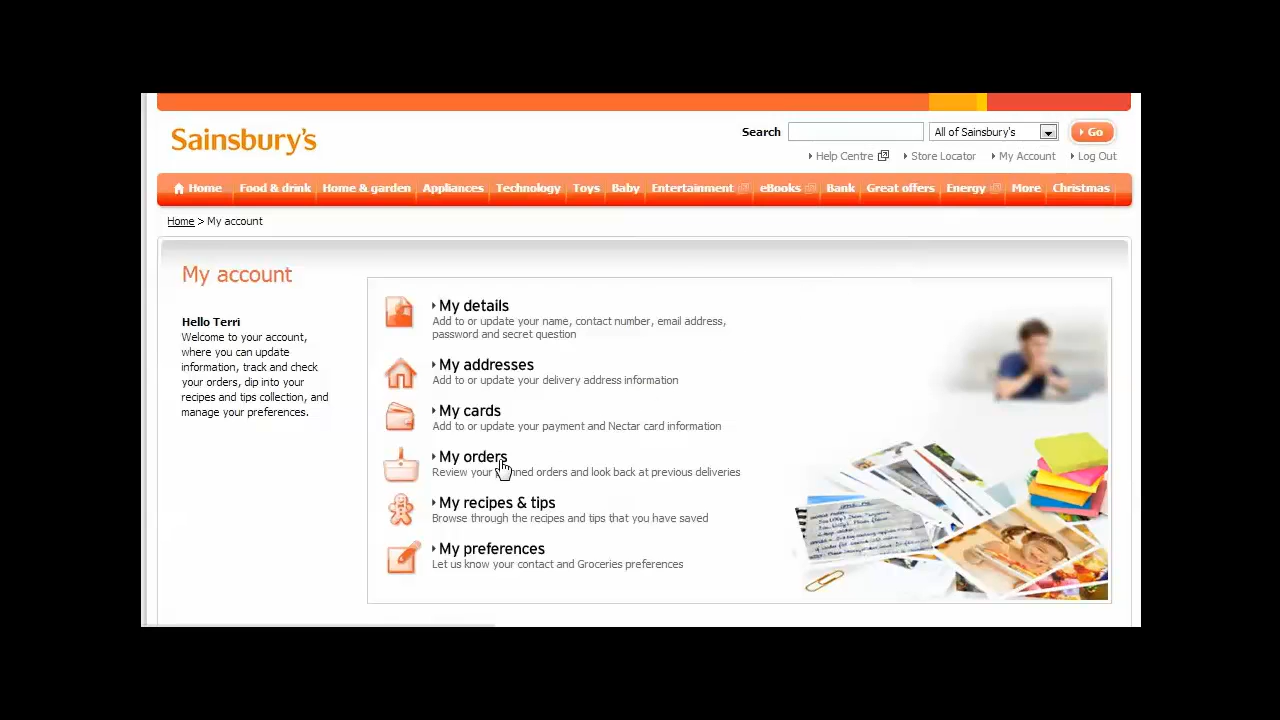 Sainsbury's
Search
All of Sainsbury's
Go
Help Centre
Store Locator
My Account
Log Out
Home
Food & drink
Home & garden
Appliances
Technology
Toys
Baby
Entertainment
eBooks
Bank
Great offers
Energy
More
Christmas
Home > My account
My account
Hello Terri
Welcome to your account,
where you can update
information, track and check
your orders, dip into your
recipes and tips collection, and
manage your preferences.
My details
Add to or update your name, contact number, email address,
password and secret question
My addresses
Add to or update your delivery address information
My cards
Add to or update your payment and Nectar card information
My orders
Review your orders and look back at previous deliveries
My recipes & tips
Browse through the recipes and tips that you have saved
My preferences
Let us know your contact and Groceries preferences